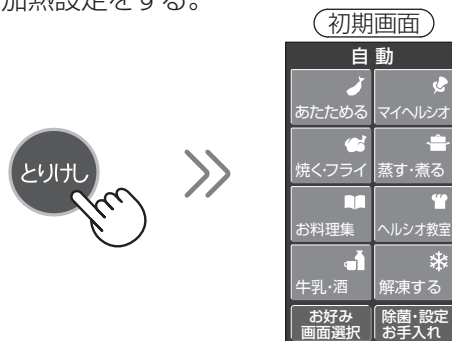 加熱設定をする。
初期画面
自動
あたためる
マイヘルシオ
焼く・フライ
蒸す・煮る
お料理集
ヘルシオ教室
牛乳・酒
解凍する
お好み
画面選択
除菌・設定
お手入れ
とりけし